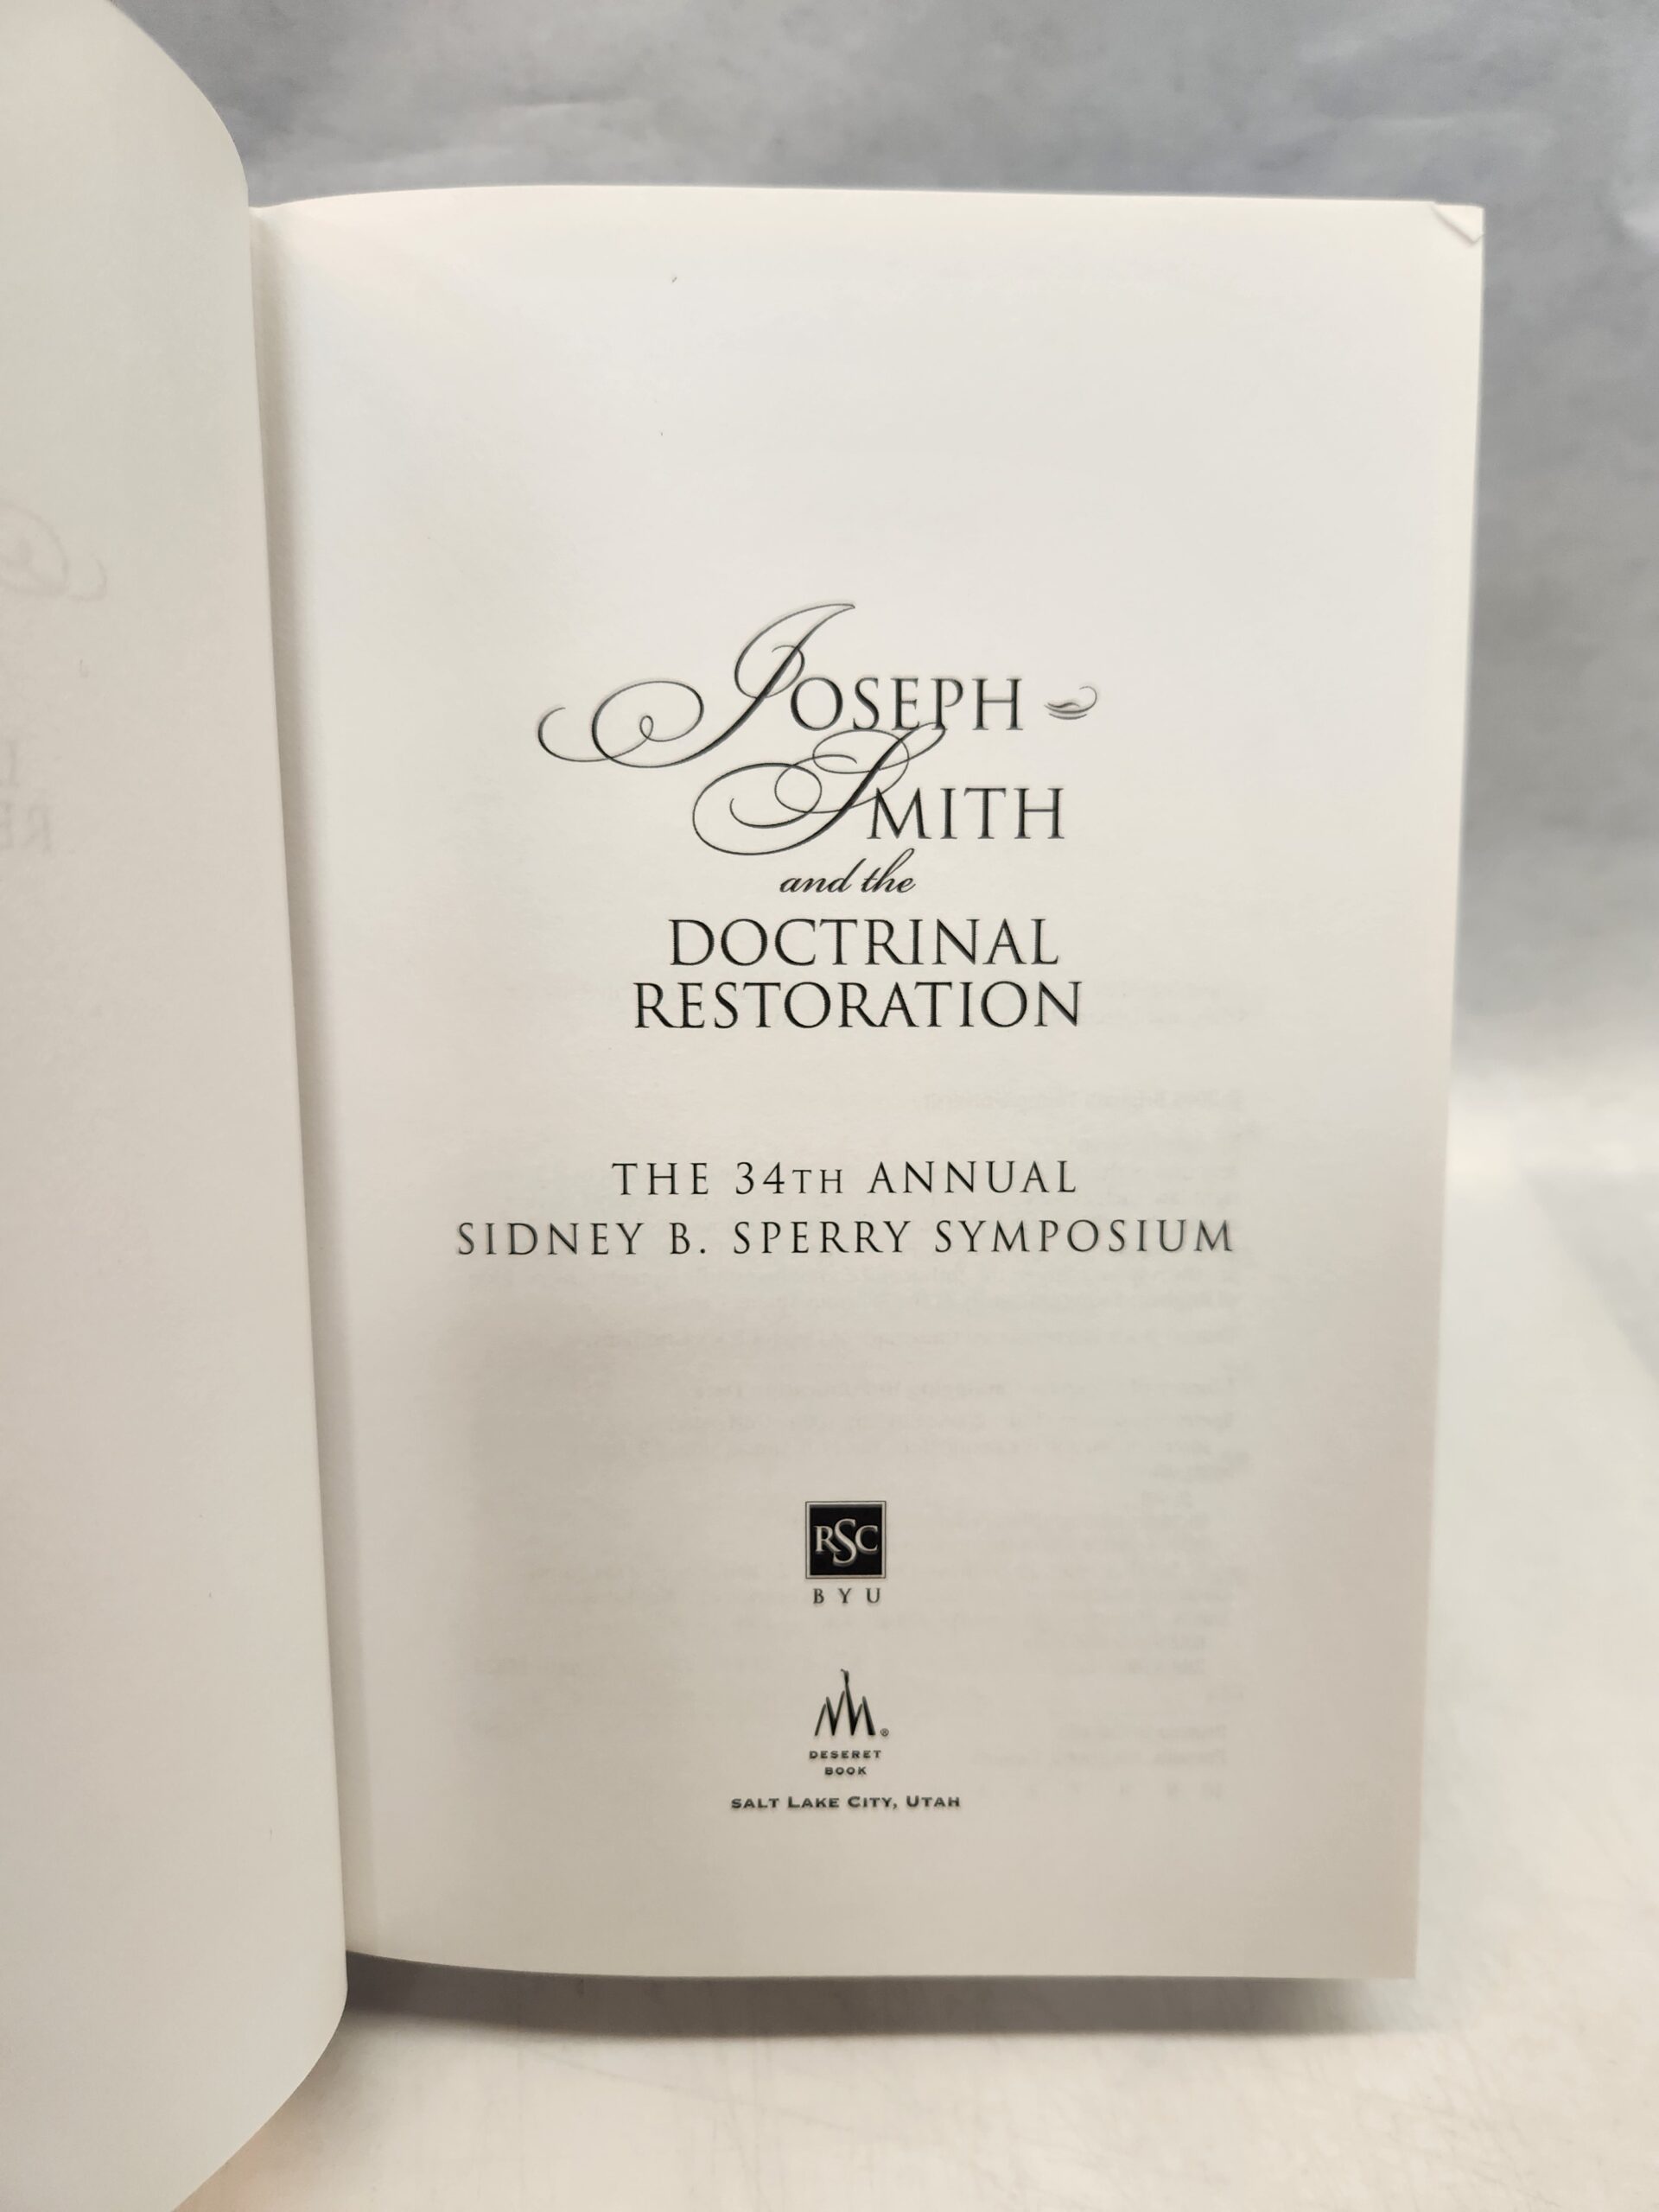 JOSEPH
SMITH
and the
DOCTRINAL
RESTORATION
THE 34TH ANNUAL
SIDNEY B. SPERRY SYMPOSIUM
RSC
BYU
®
DESERET
BOOK
SALT LAKE CITY, UTAH